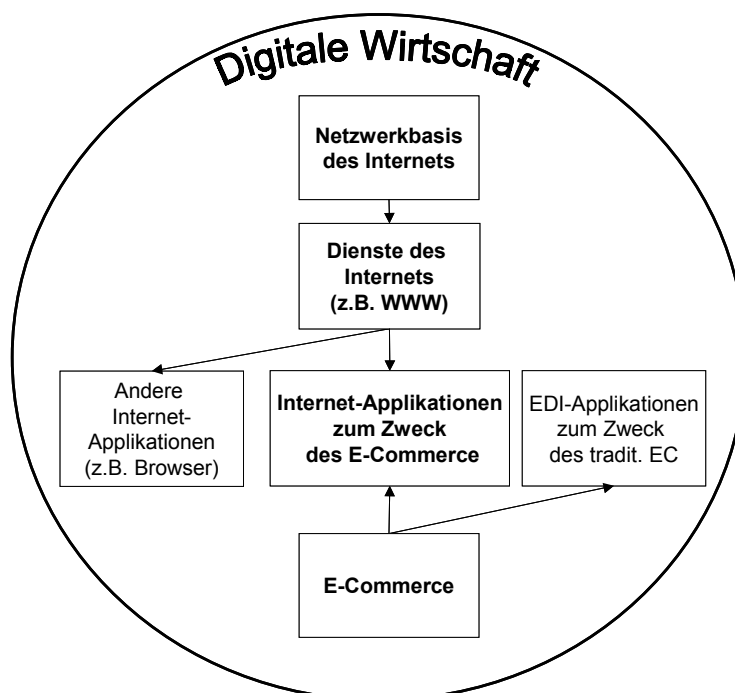 Digitale Wirtschaft
Netzwerkbasis
des Internets
Dienste des
Internets
(z.B. WWW)
Andere
Internet-
Applikationen
(z.B. Browser)
Internet-Applikationen
zum Zweck
des E-Commerce
EDI-Applikationen
zum Zweck
des tradit. EC
E-Commerce